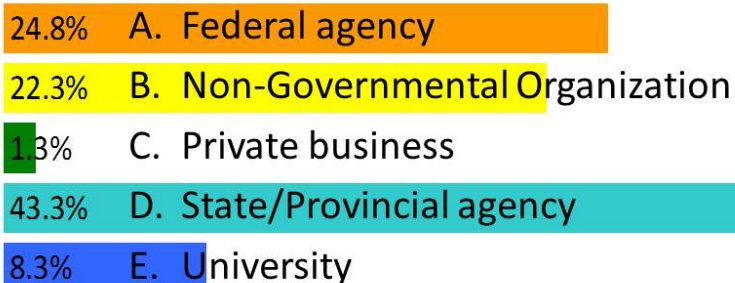 24.8% A. Federal agency
22.3% B. Non-Governmental Organization
1.3% C. Private business
43.3% D. State/Provincial agency
8.3% E. University